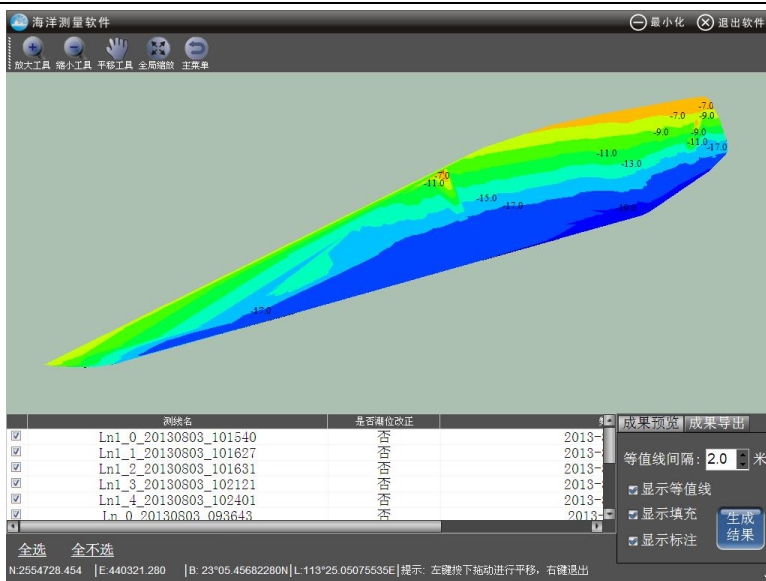 海洋测量软件
最小化 退出软件
放大工具 缩小工具 平移工具 全局缩放 主菜单
-7.0
-7.0 -9.0
-9.0 -9.0
-11.0 -17.0
-11.0
-13.0
-7.0
-11.0
-15.0
-17.0
-17.0
测线名 是否潮位改正
Ln1_0_20130803_101540 否 2013-
Ln1_1_20130803_101627 否 2013-
Ln1_2_20130803_101631 否 2013-
Ln1_3_20130803_102121 否 2013-
Ln1_4_20130803_102401 否 2013-
Ln_0_20130803_093643 否 2013-
成果预览 成果导出
等值线间隔: 2.0 米
显示等值线
显示填充
显示标注
生成
结果
全选 全不选
N:2554728.454 |E:440321.280 |B: 23°05.45682280N|L:113°25.05075535E|提示: 左键按下拖动进行平移，右键退出